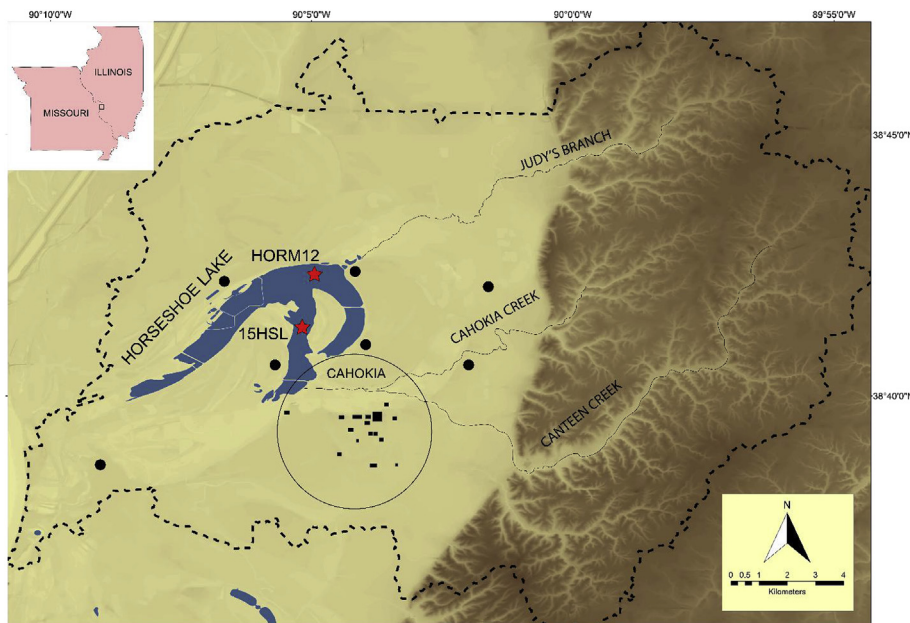 90°10'0"W 90°5'0"W 90°0'0"W 89°55'0"W
ILLINOIS
MISSOURI
38°45'0"N
JUDY'S BRANCH
HORM12
HORSESHOE LAKE
CAHOKIA CREEK
15HSL
CAHOKIA
38°40'0"N
CANTEEN CREEK
N
0 0.5 1 2 3 4
Kilometers